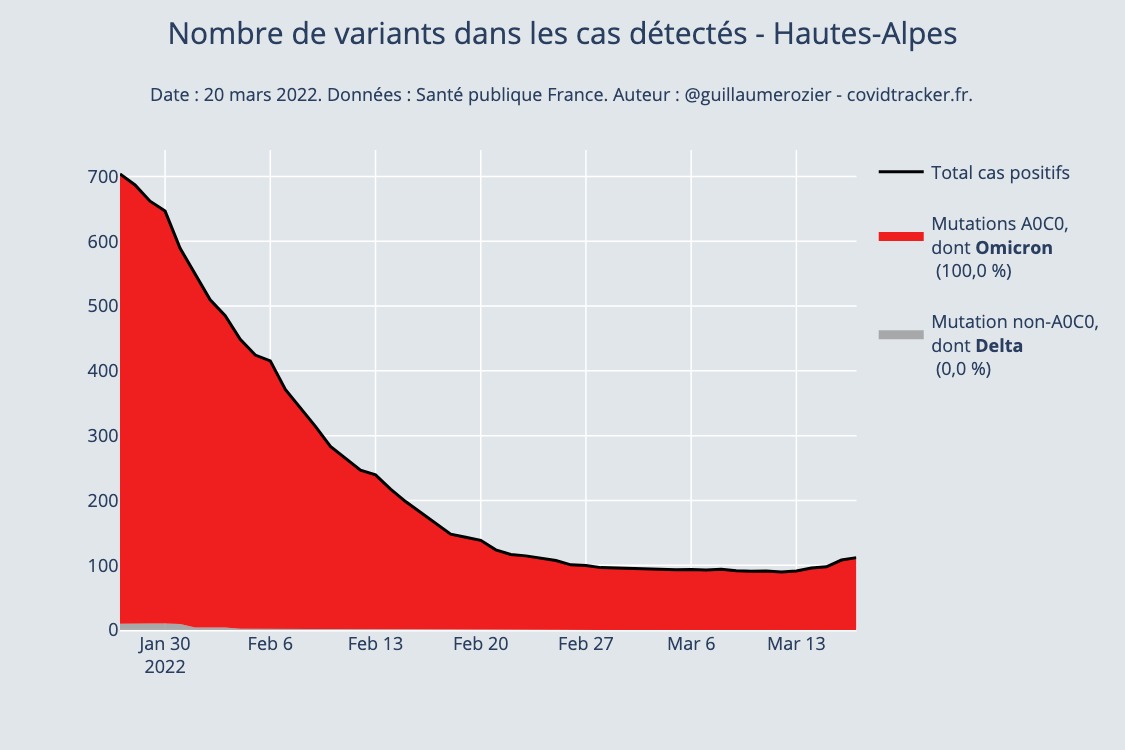 Nombre de variants dans les cas détectés - Hautes-Alpes
Date : 20 mars 2022. Données : Santé publique France. Auteur : @guillaumerozier - covidtracker.fr.
700
600
500
400
300
200
100
0
Jan 30
2022
Feb 6
Feb 13
Feb 20
Feb 27
Mar 6
Mar 13
Total cas positifs
Mutations A0C0,
dont Omicron
(100,0 %)
Mutation non-A0C0,
dont Delta
(0,0 %)